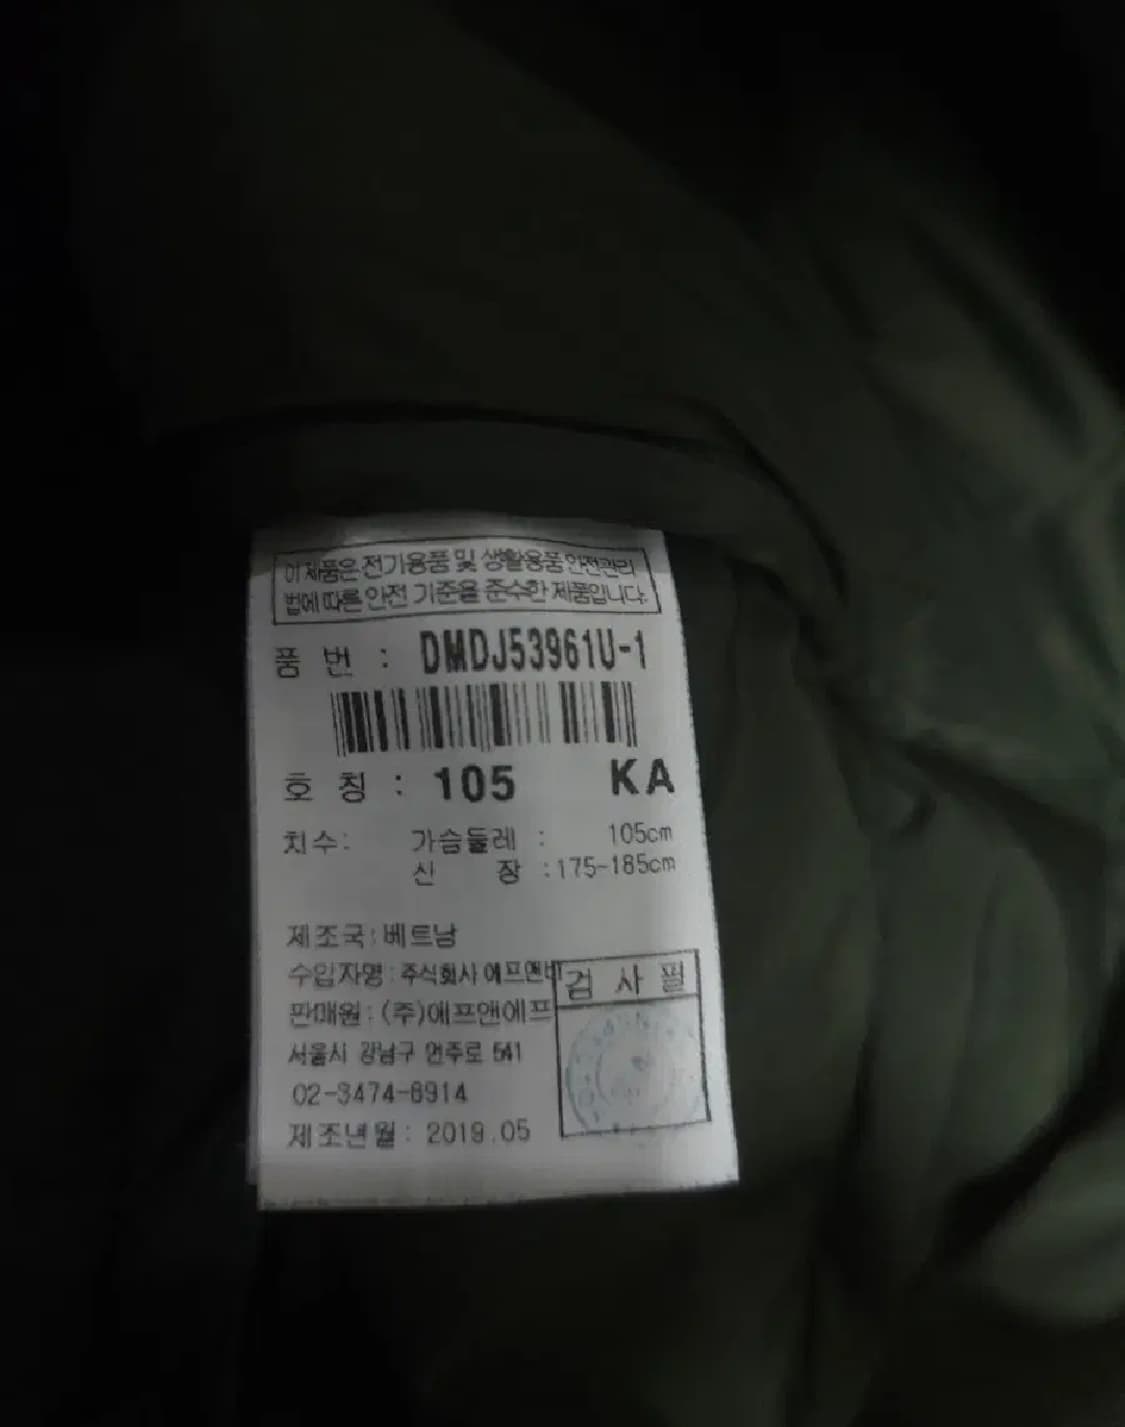 이 제품은 전기용품 및 생활용품 안전관리
법에 따른 안전 기준을 준수한 제품입니다.
품 번 : DMDJ53961U-1
호 칭 : 105 KA
치수: 가슴둘레 : 105cm
신 장 :175-185cm
제조국:베트남
수입자명:주식회사 에프앤비
검 사 필
판매원:(주)에프앤에프
서울시 강남구 언주로 541
02-3474-8914
제조년월: 2019.05